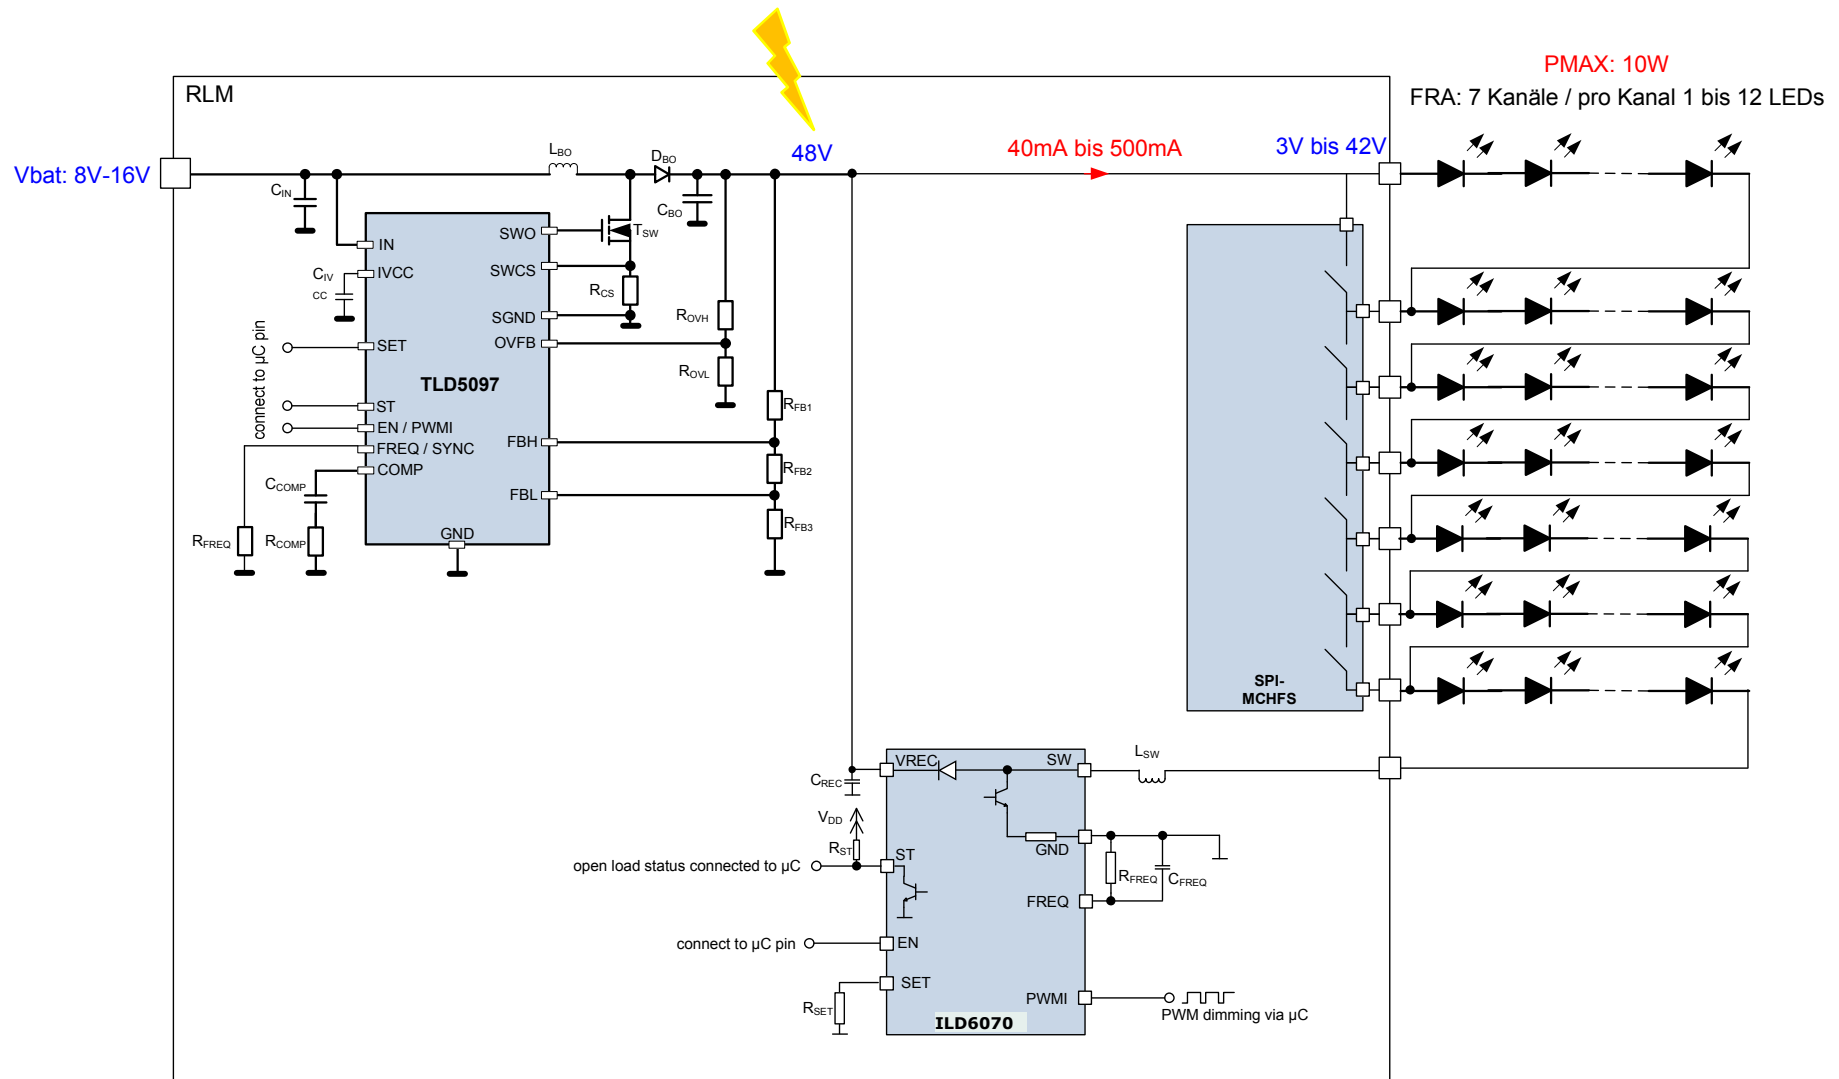 PMAX: 10W
FRA: 7 Kanäle / pro Kanal 1 bis 12 LEDs
RLM
Vbat: 8V-16V
LBO
DBO
48V
40mA bis 500mA
3V bis 42V
CIN
CBO
TSW
SWO
IN
SWCS
IVCC
CIV
CC
RCS
SGND
ROVH
OVFB
SET
ROVL
connect to µC pin
TLD5097
RFB1
ST
EN / PWMI
FREQ / SYNC
FBH
COMP
RFB2
CCOMP
FBL
RFB3
GND
RFREQ
RCOMP
SPI-
MCHFS
LSW
VREC
SW
CREC
VDD
RST
ST
GND
open load status connected to µC
RFREQ
CFREQ
FREQ
connect to µC pin
EN
SET
RSET
PWMI
PWM dimming via µC
ILD6070